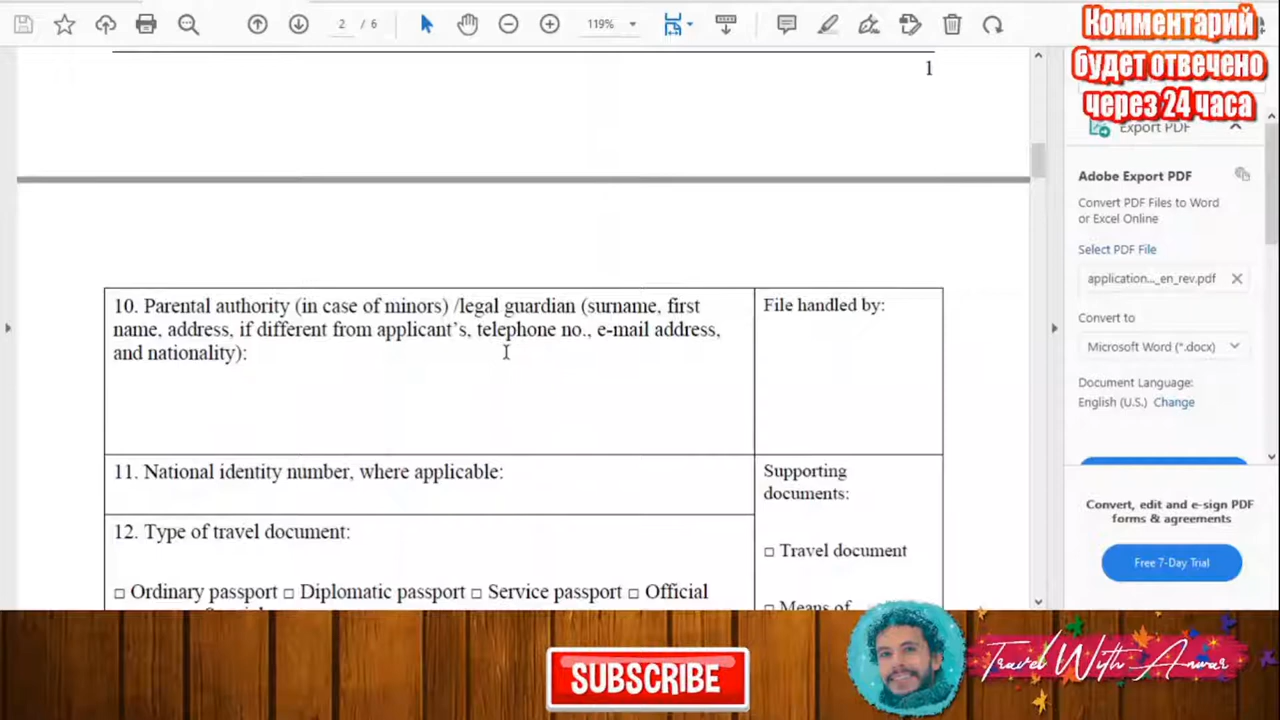 2 / 6
119%
Комментарий
будет отвечено
через 24 часа
1
Export PDF
Adobe Export PDF
Convert PDF Files to Word
or Excel Online
Select PDF File
application..._en_rev.pdf
Convert to
Microsoft Word (*.docx)
Document Language:
English (U.S.) Change
Convert, edit and e-sign PDF
forms & agreements
Free 7-Day Trial
10. Parental authority (in case of minors) /legal guardian (surname, first
name, address, if different from applicant's, telephone no., e-mail address,
and nationality):
File handled by:
11. National identity number, where applicable:
Supporting
documents:
12. Type of travel document:
□ Travel document
□ Ordinary passport □ Diplomatic passport □ Service passport □ Official
□ Means of
SUBSCRIBE
Travel With Anwar